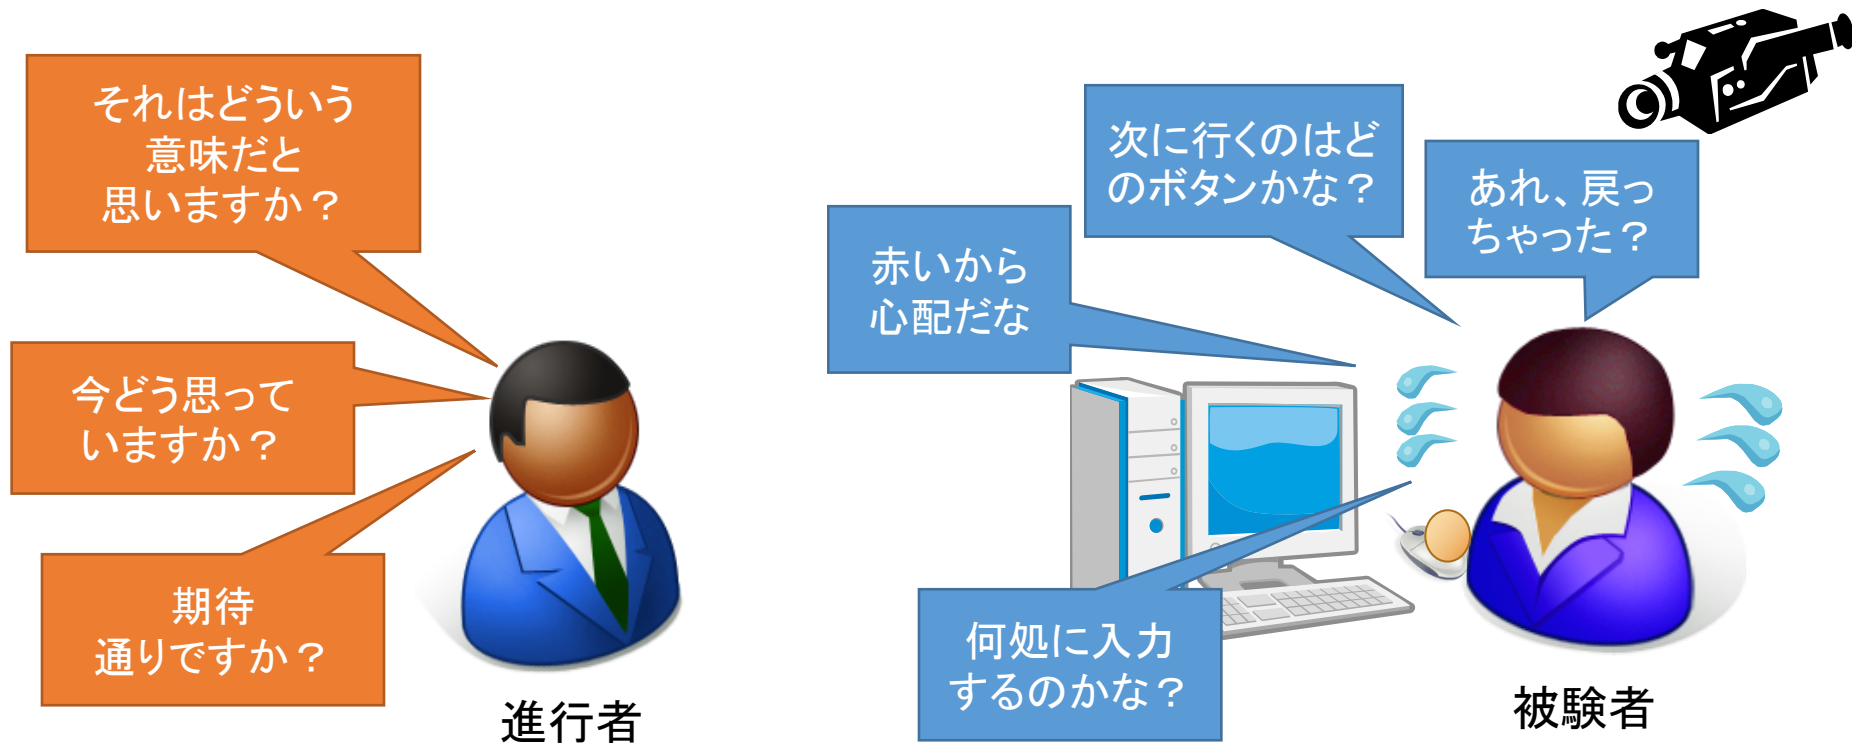 それはどういう
意味だと
思いますか？
今どう思って
いますか？
期待
通りですか？
進行者
次に行くのはど
のボタンかな？
あれ、戻っ
ちゃった？
赤いから
心配だな
何処に入力
するのかな？
被験者